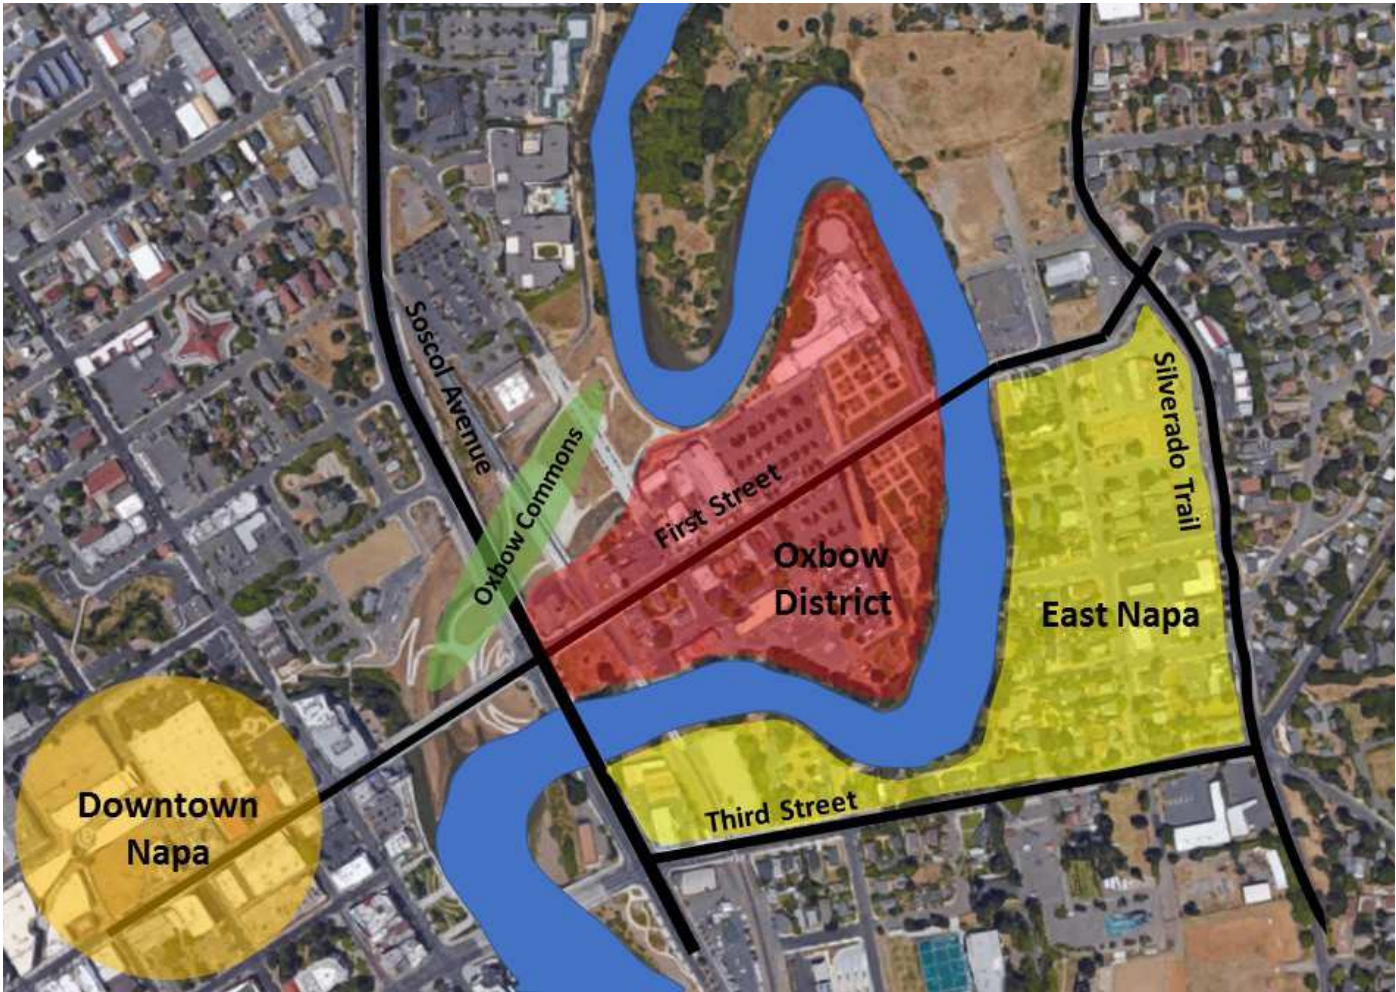 Soscol Avenue
Oxbow Commons
First Street
Silverado Trail
Oxbow
District
East Napa
Downtown
Napa
Third Street